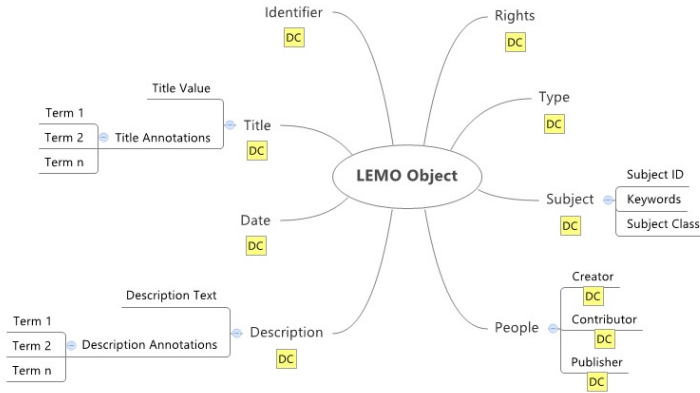 Identifier
DC
Rights
DC
Title Value
Term 1
Term 2
Term n
Title Annotations
Title
DC
Type
DC
LEMO Object
Subject
DC
Subject ID
Keywords
Subject Class
Date
DC
Description Text
Term 1
Term 2
Term n
Description Annotations
Description
DC
People
Creator
DC
Contributor
DC
Publisher
DC